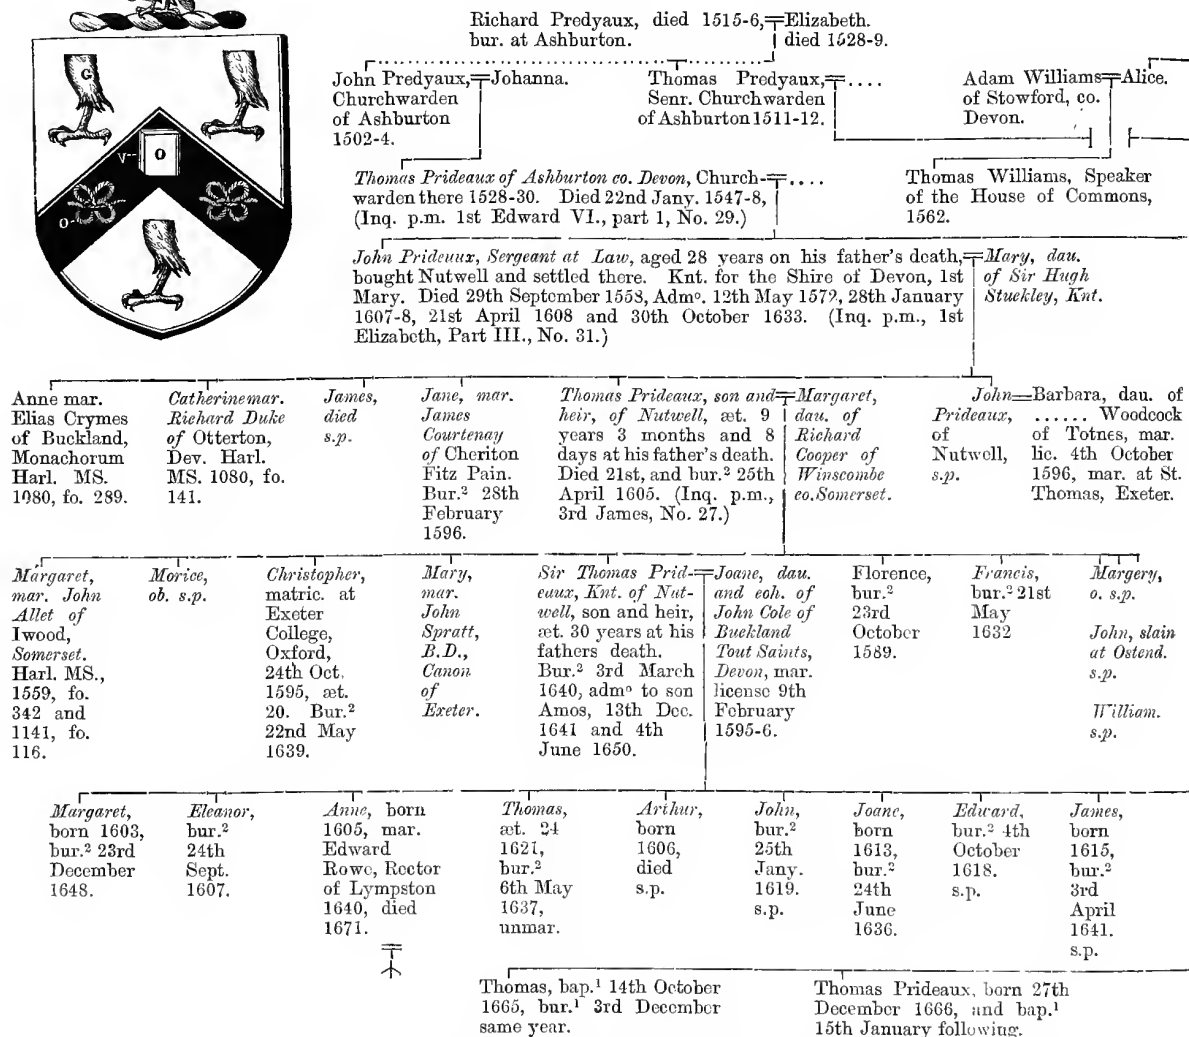 Richard Predyaux, died 1515-6,
bur. at Ashburton.
Elizabeth.
died 1528-9.
John Predyaux,
Churchwarden
of Ashburton
1502-4.
Johanna.
Thomas Predyaux,
Senr. Churchwarden
of Ashburton 1511-12.
....
Adam Williams
of Stowford, co.
Devon.
Alice.
G
V
O
O
Thomas Prideaux of Ashburton co. Devon, Church-
warden there 1528-30. Died 22nd Jany. 1547-8,
(Inq. p.m. 1st Edward VI., part 1, No. 29.)
....
Thomas Williams, Speaker
of the House of Commons,
1562.
John Prideaux, Sergeant at Law, aged 28 years on his father's death,
bought Nutwell and settled there. Knt. for the Shire of Devon, 1st
Mary. Died 29th September 1558, Admo. 12th May 1572, 28th January
1607-8, 21st April 1608 and 30th October 1633. (Inq. p.m., 1st
Elizabeth, Part III., No. 31.)
Mary, dau.
of Sir Hugh
Stuckley, Knt.
Anne mar.
Elias Crymes
of Buckland,
Monachorum
Harl. MS.
1080, fo. 289.
Catherine mar.
Richard Duke
of Otterton,
Dev. Harl.
MS. 1080, fo.
141.
James,
died
s.p.
Jane, mar.
James
Courtenay
of Cheriton
Fitz Pain.
Bur.² 28th
February
1596.
Thomas Prideaux, son and
heir, of Nutwell, æt. 9
years 3 months and 8
days at his father's death.
Died 21st, and bur.² 25th
April 1605. (Inq. p.m.,
3rd James, No. 27.)
Margaret,
dau. of
Richard
Cooper of
Winscombe
co. Somerset.
John
Prideaux,
of
Nutwell,
s.p.
Barbara, dau. of
...... Woodcock
of Totnes, mar.
lic. 4th October
1596, mar. at St.
Thomas, Exeter.
Margaret,
mar. John
Allet of
Iwood,
Somerset.
Harl. MS.,
1559, fo.
342 and
1141, fo.
116.
Morice,
ob. s.p.
Christopher,
matric. at
Exeter
College,
Oxford,
24th Oct.
1595, æt.
20. Bur.²
22nd May
1639.
Mary,
mar.
John
Spratt,
B.D.,
Canon
of
Exeter.
Sir Thomas Prid-
eaux, Knt. of Nut-
well, son and heir,
æt. 30 years at his
fathers death.
Bur.² 3rd March
1640, admo to son
Amos, 13th Dec.
1641 and 4th
June 1650.
Joane, dau.
and eoh. of
John Cole of
Buckland
Tout Saints,
Devon, mar.
license 9th
February
1595-6.
Florence,
bur.²
23rd
October
1589.
Francis,
bur.² 21st
May
1632
Margery,
o. s.p.
John, slain
at Ostend.
s.p.
William.
s.p.
Margaret,
born 1603,
bur.² 23rd
December
1648.
Eleanor,
bur.²
24th
Sept.
1607.
Anne, born
1605, mar.
Edward
Rowe, Rector
of Lympston
1640, died
1671.
Thomas,
æt. 24
1621,
bur.²
6th May
1637,
unmar.
Arthur,
born
1606,
died
s.p.
John,
bur.²
25th
Jany.
1619.
s.p.
Joane,
born
1613,
bur.²
24th
June
1636.
Edward,
bur.² 4th
October
1618.
s.p.
James,
born
1615,
bur.²
3rd
April
1641.
s.p.
Thomas, bap.¹ 14th October
1665, bur.¹ 3rd December
same year.
Thomas Prideaux, born 27th
December 1666, and bap.¹
15th January following.